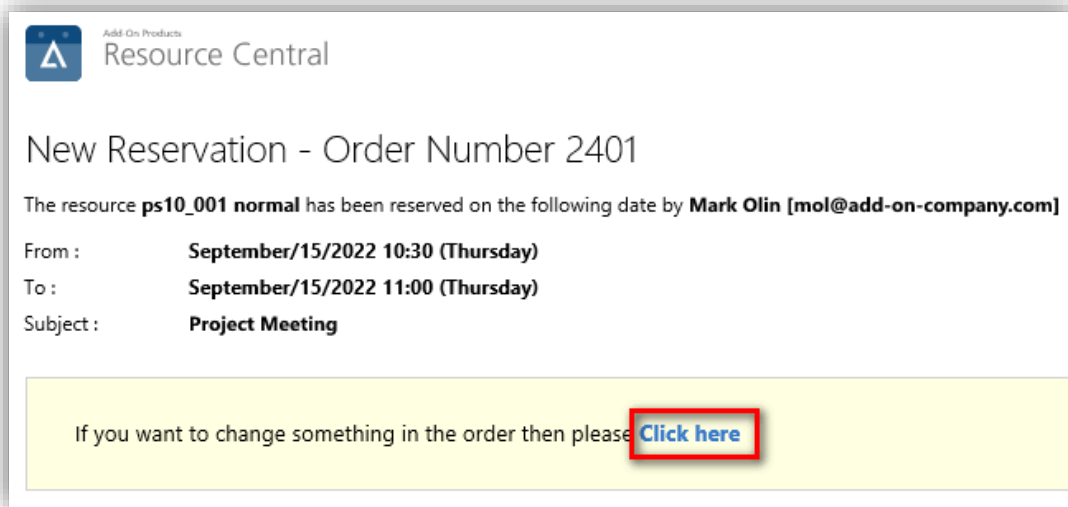 Add-On Products
Resource Central
New Reservation - Order Number 2401
The resource ps10_001 normal has been reserved on the following date by Mark Olin [mol@add-on-company.com]
From : September/15/2022 10:30 (Thursday)
To : September/15/2022 11:00 (Thursday)
Subject : Project Meeting
If you want to change something in the order then please Click here